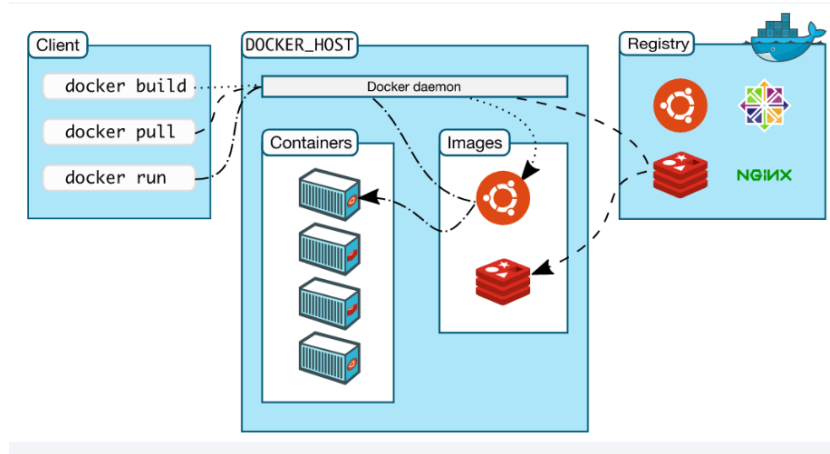 Client
docker build
docker pull
docker run
DOCKER_HOST
Docker daemon
Containers
Images
Registry
NGINX